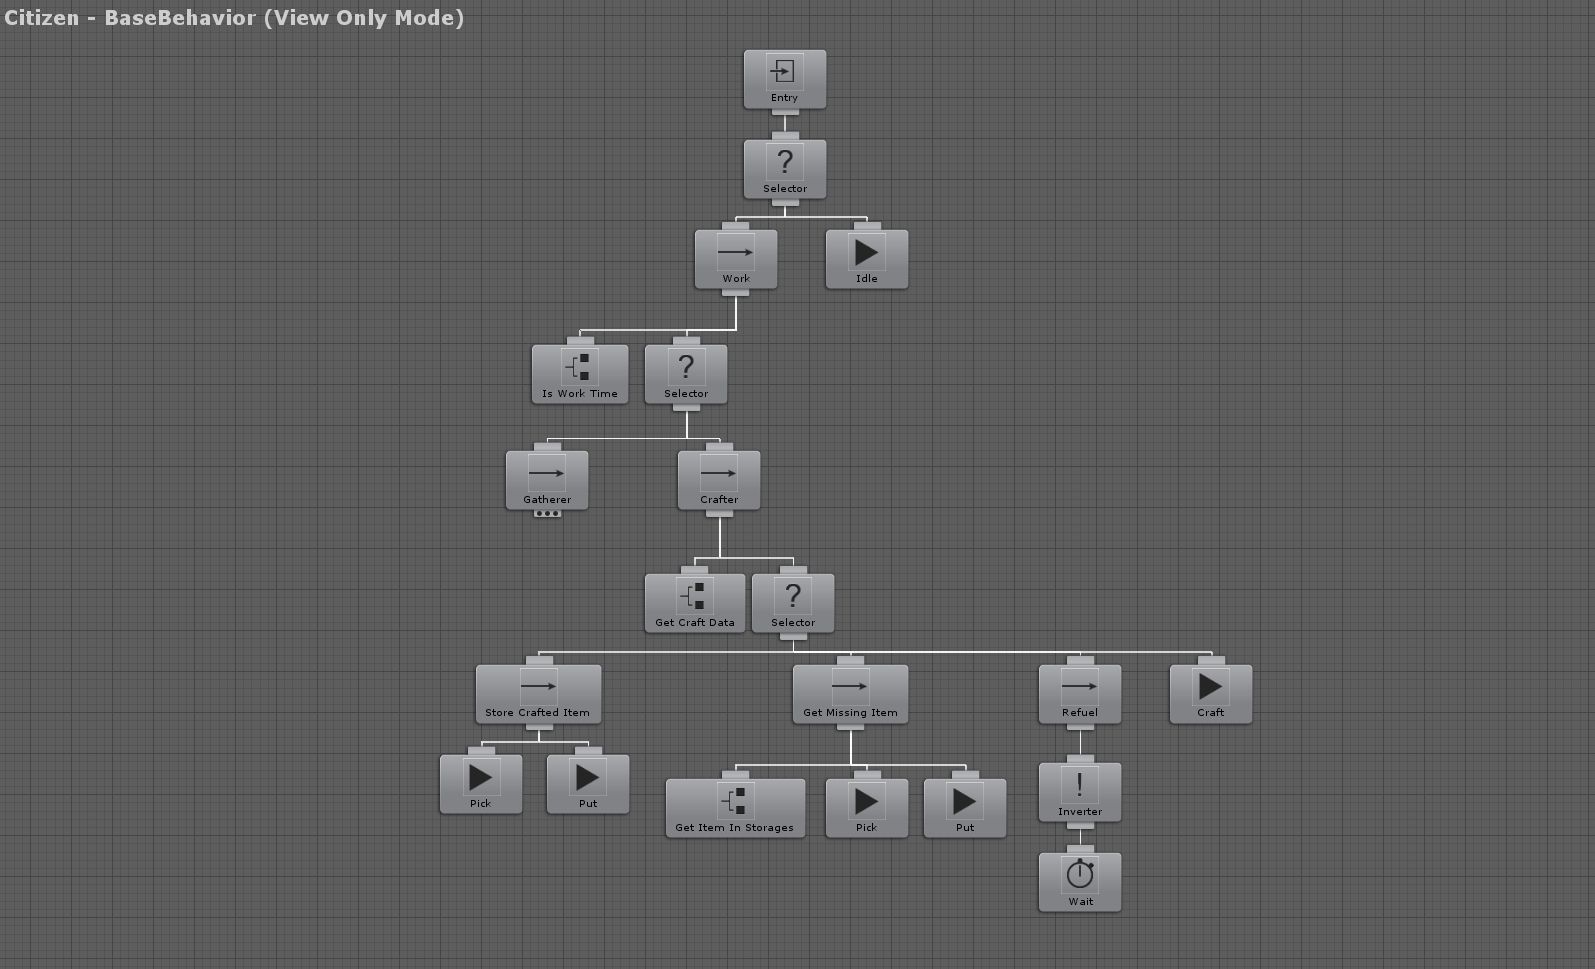 Citizen - BaseBehavior (View Only Mode)
Entry
?
Selector
Work
Idle
Is Work Time
?
Selector
Gatherer
Crafter
Get Craft Data
?
Selector
Store Crafted Item
Get Missing Item
Refuel
Craft
Pick
Put
Get Item In Storages
Pick
Put
!
Inverter
Wait